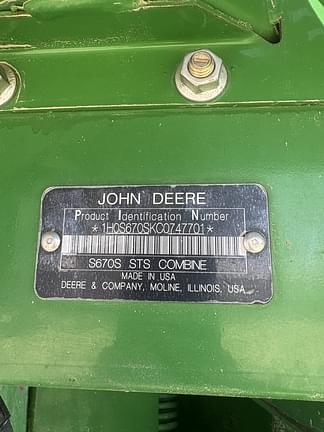 JOHN DEERE
Product Identification Number
*1H0S670SKC0747701*
S670S STS COMBINE
MADE IN USA
DEERE & COMPANY, MOLINE, ILLINOIS, USA